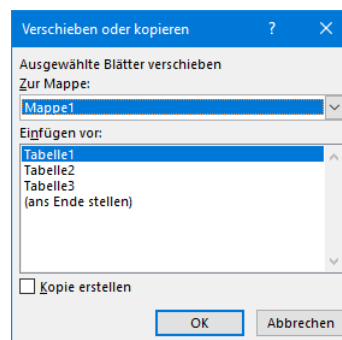 Verschieben oder kopieren
Ausgewählte Blätter verschieben
Zur Mappe:
Mappe1
Einfügen vor:
Tabelle1
Tabelle2
Tabelle3
(ans Ende stellen)
Kopie erstellen
OK Abbrechen